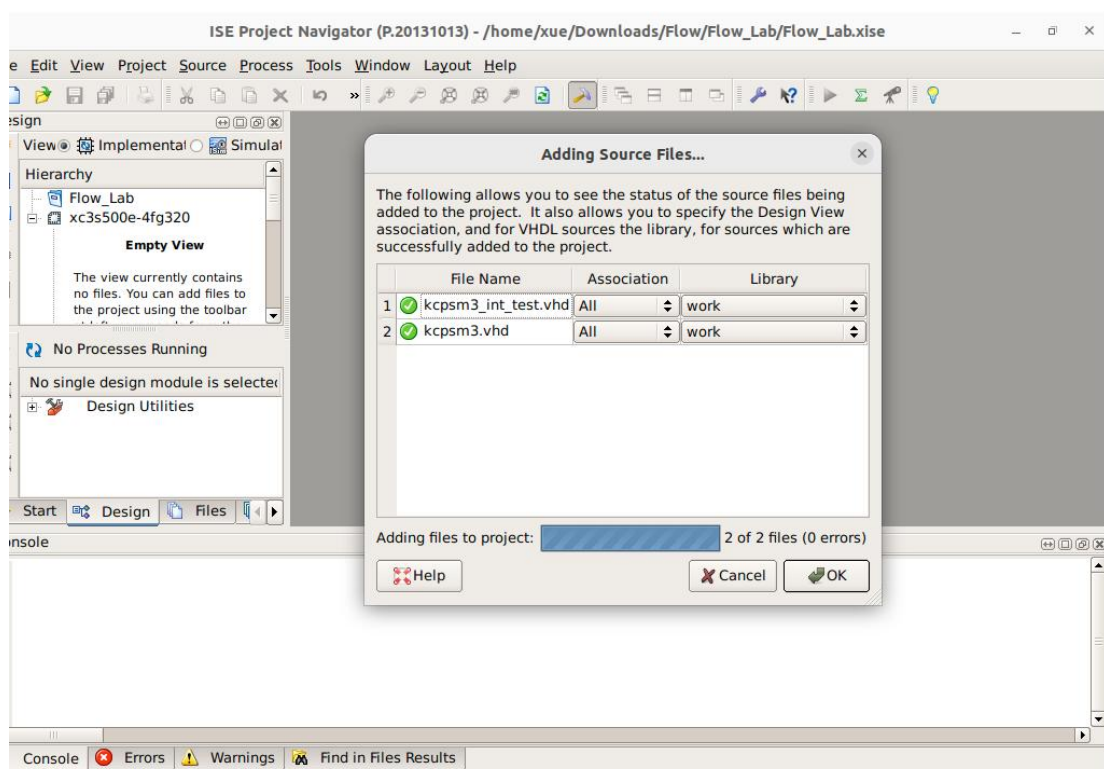 ISE Project Navigator (P.20131013) - /home/xue/Downloads/Flow/Flow_Lab/Flow_Lab.xise
e Edit View Project Source Process Tools Window Layout Help
esign
View Implementat Simulat
Hierarchy
Flow_Lab
xc3s500e-4fg320
Empty View
The view currently contains
no files. You can add files to
the project using the toolbar
No Processes Running
No single design module is selected
Design Utilities
Start Design Files
Adding Source Files...
The following allows you to see the status of the source files being
added to the project. It also allows you to specify the Design View
association, and for VHDL sources the library, for sources which are
successfully added to the project.
File Name Association Library
1 kcpsm3_int_test.vhd All work
2 kcpsm3.vhd All work
Adding files to project: 2 of 2 files (0 errors)
Help Cancel OK
onsole
Console Errors Warnings Find in Files Results